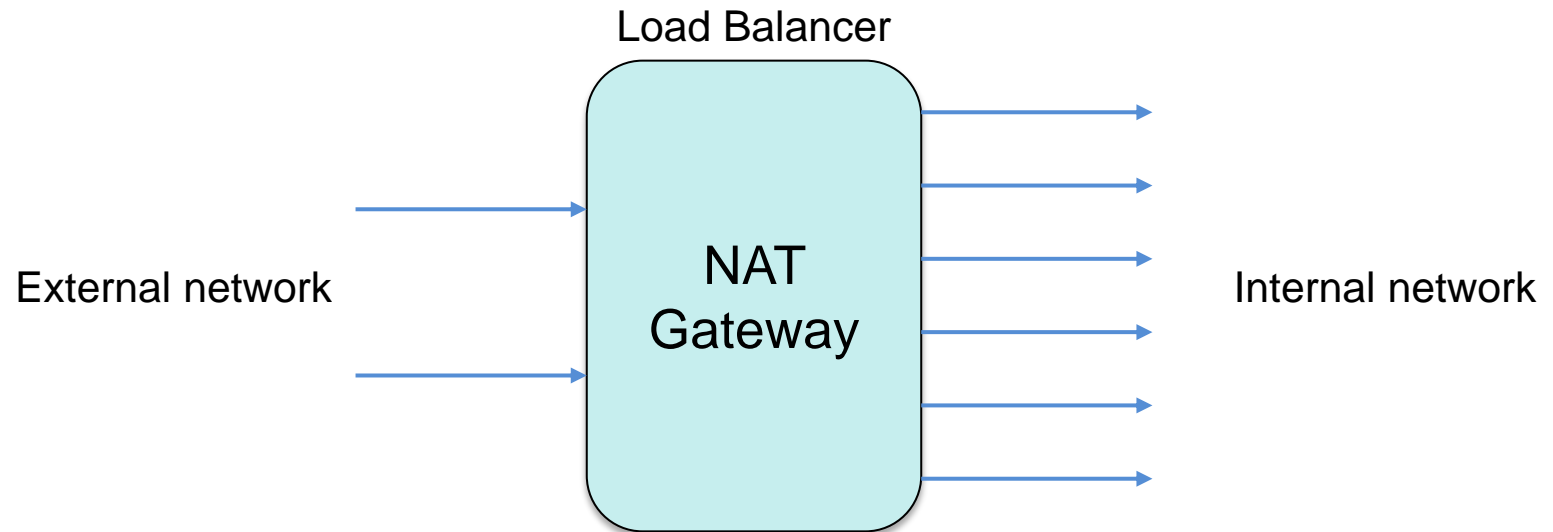 Load Balancer
External network
NAT
Gateway
Internal network